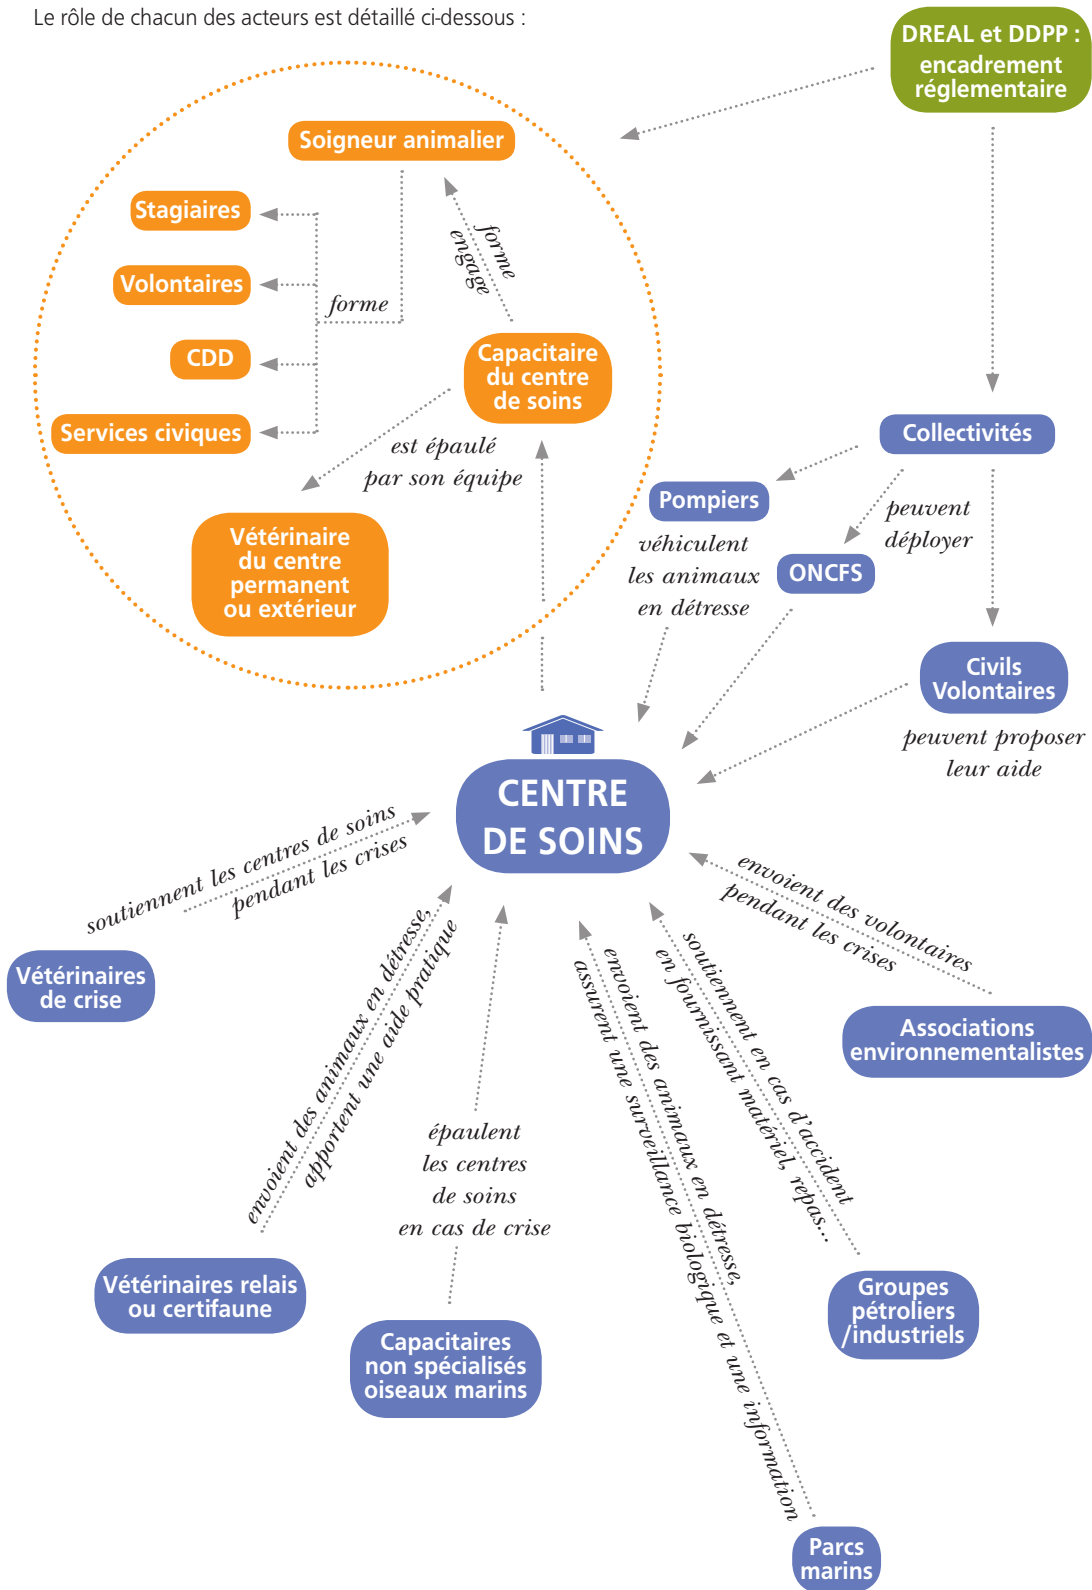 Le rôle de chacun des acteurs est détaillé ci-dessous :
DREAL et DDPP :
encadrement
réglementaire
Soigneur animalier
Stagiaires
Volontaires
CDD
Services civiques
forme
forme
engage
Capacitaire
du centre
de soins
est épaulé
par son équipe
Vétérinaire
du centre
permanent
ou extérieur
Collectivités
Pompiers
véhiculent
les animaux
en détresse
peuvent
déployer
ONCFS
Civils
Volontaires
peuvent proposer
leur aide
CENTRE
DE SOINS
soutiennent les centres de soins
pendant les crises
Vétérinaires
de crise
envoient des animaux en détresse,
apportent une aide pratique
Vétérinaires relais
ou certifaune
épaulent
les centres
de soins
en cas de crise
Capacitaires
non spécialisés
oiseaux marins
envoient des animaux en détresse,
assurent une surveillance biologique et une information
Parcs
marins
soutiennent en cas d'accident
en fournissant matériel, repas...
Groupes
pétroliers
/industriels
envoient des volontaires
pendant les crises
Associations
environnementalistes